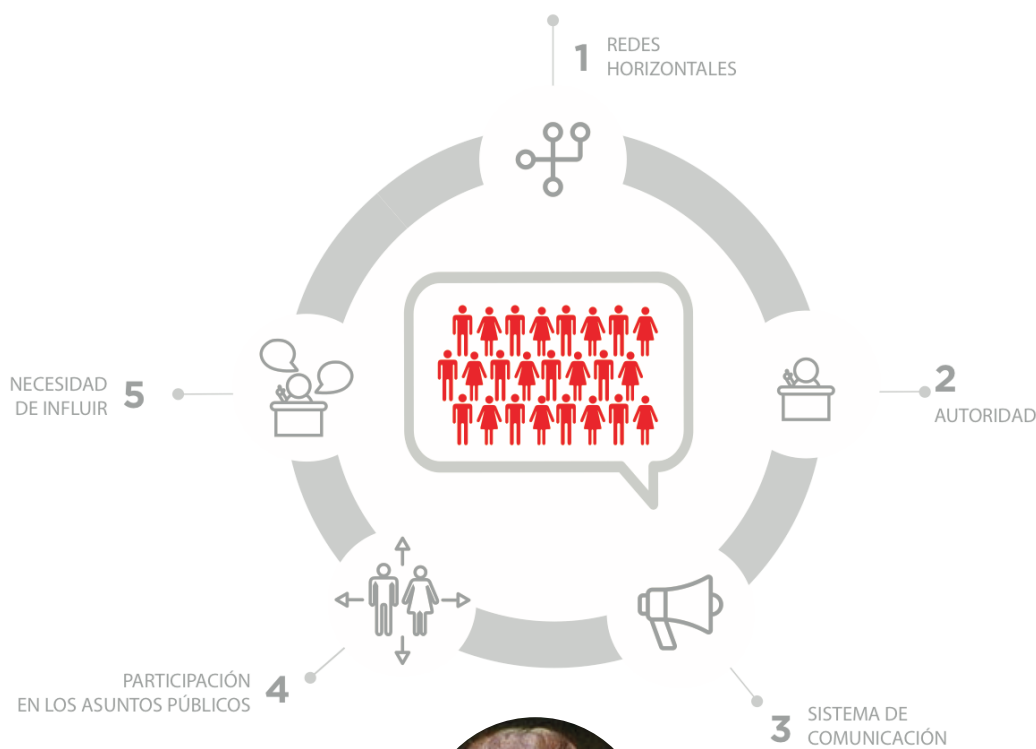 1 REDES
HORIZONTALES
2
AUTORIDAD
3 SISTEMA DE
COMUNICACIÓN
PARTICIPACIÓN
EN LOS ASUNTOS PÚBLICOS 4
NECESIDAD
DE INFLUIR 5